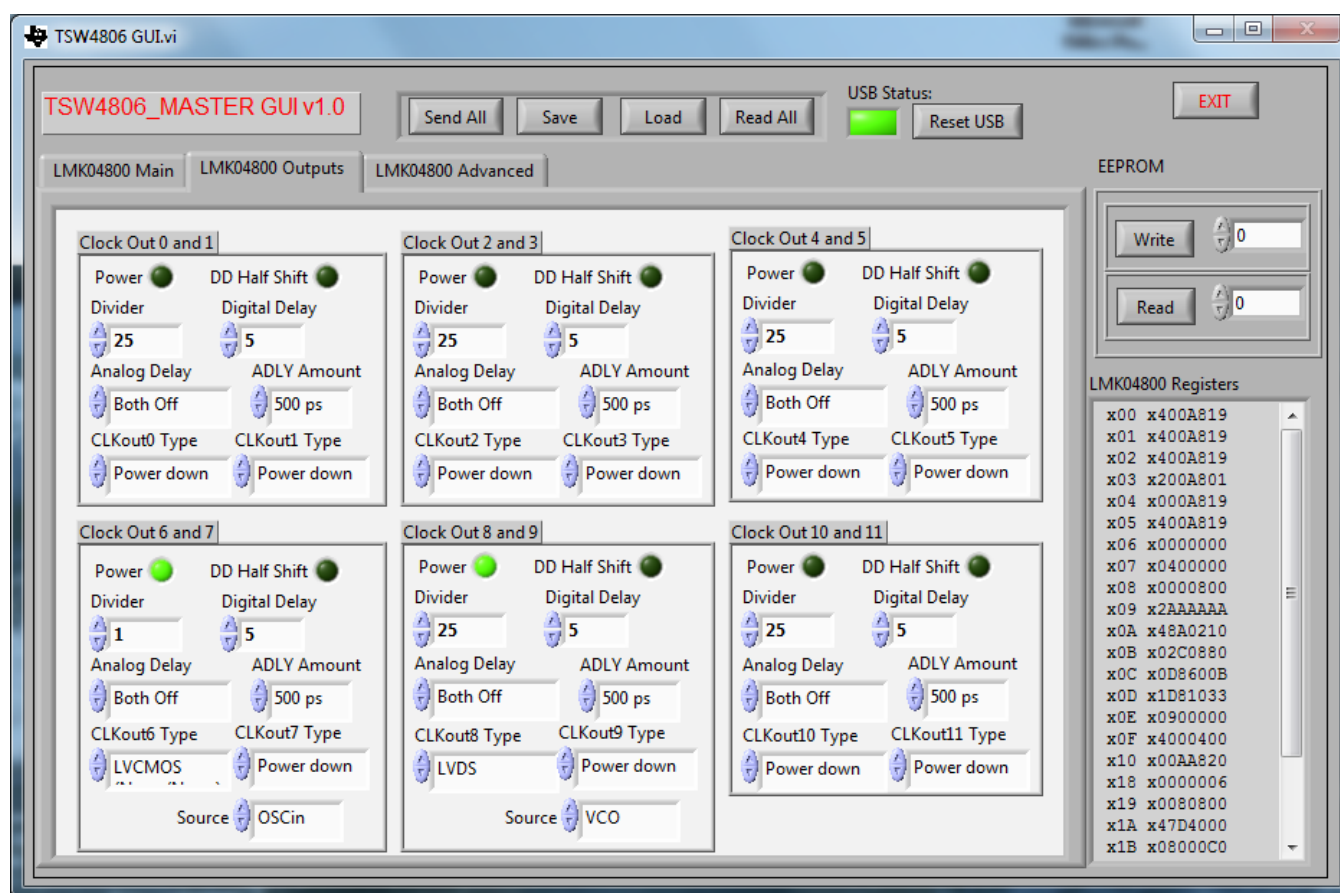 TSW4806 GUI.vi
TSW4806_MASTER GUI v1.0
Send All Save Load Read All
USB Status:
Reset USB
EXIT
LMK04800 Main LMK04800 Outputs LMK04800 Advanced
Clock Out 0 and 1
Power DD Half Shift
Divider Digital Delay
25 5
Analog Delay ADLY Amount
Both Off 500 ps
CLKout0 Type CLKout1 Type
Power down Power down
Clock Out 2 and 3
Power DD Half Shift
Divider Digital Delay
25 5
Analog Delay ADLY Amount
Both Off 500 ps
CLKout2 Type CLKout3 Type
Power down Power down
Clock Out 4 and 5
Power DD Half Shift
Divider Digital Delay
25 5
Analog Delay ADLY Amount
Both Off 500 ps
CLKout4 Type CLKout5 Type
Power down Power down
Clock Out 6 and 7
Power DD Half Shift
Divider Digital Delay
1 5
Analog Delay ADLY Amount
Both Off 500 ps
CLKout6 Type CLKout7 Type
LVCMOS Power down
Source OSCin
Clock Out 8 and 9
Power DD Half Shift
Divider Digital Delay
25 5
Analog Delay ADLY Amount
Both Off 500 ps
CLKout8 Type CLKout9 Type
LVDS Power down
Source VCO
Clock Out 10 and 11
Power DD Half Shift
Divider Digital Delay
25 5
Analog Delay ADLY Amount
Both Off 500 ps
CLKout10 Type CLKout11 Type
Power down Power down
EEPROM
Write 0
Read 0
LMK04800 Registers
x00 x400A819
x01 x400A819
x02 x400A819
x03 x200A801
x04 x000A819
x05 x400A819
x06 x0000000
x07 x0400000
x08 x0000800
x09 x2AAAAAA
x0A x48A0210
x0B x02C0880
x0C x0D8600B
x0D x1D81033
x0E x0900000
x0F x4000400
x10 x00AA820
x18 x0000006
x19 x0080800
x1A x47D4000
x1B x08000C0